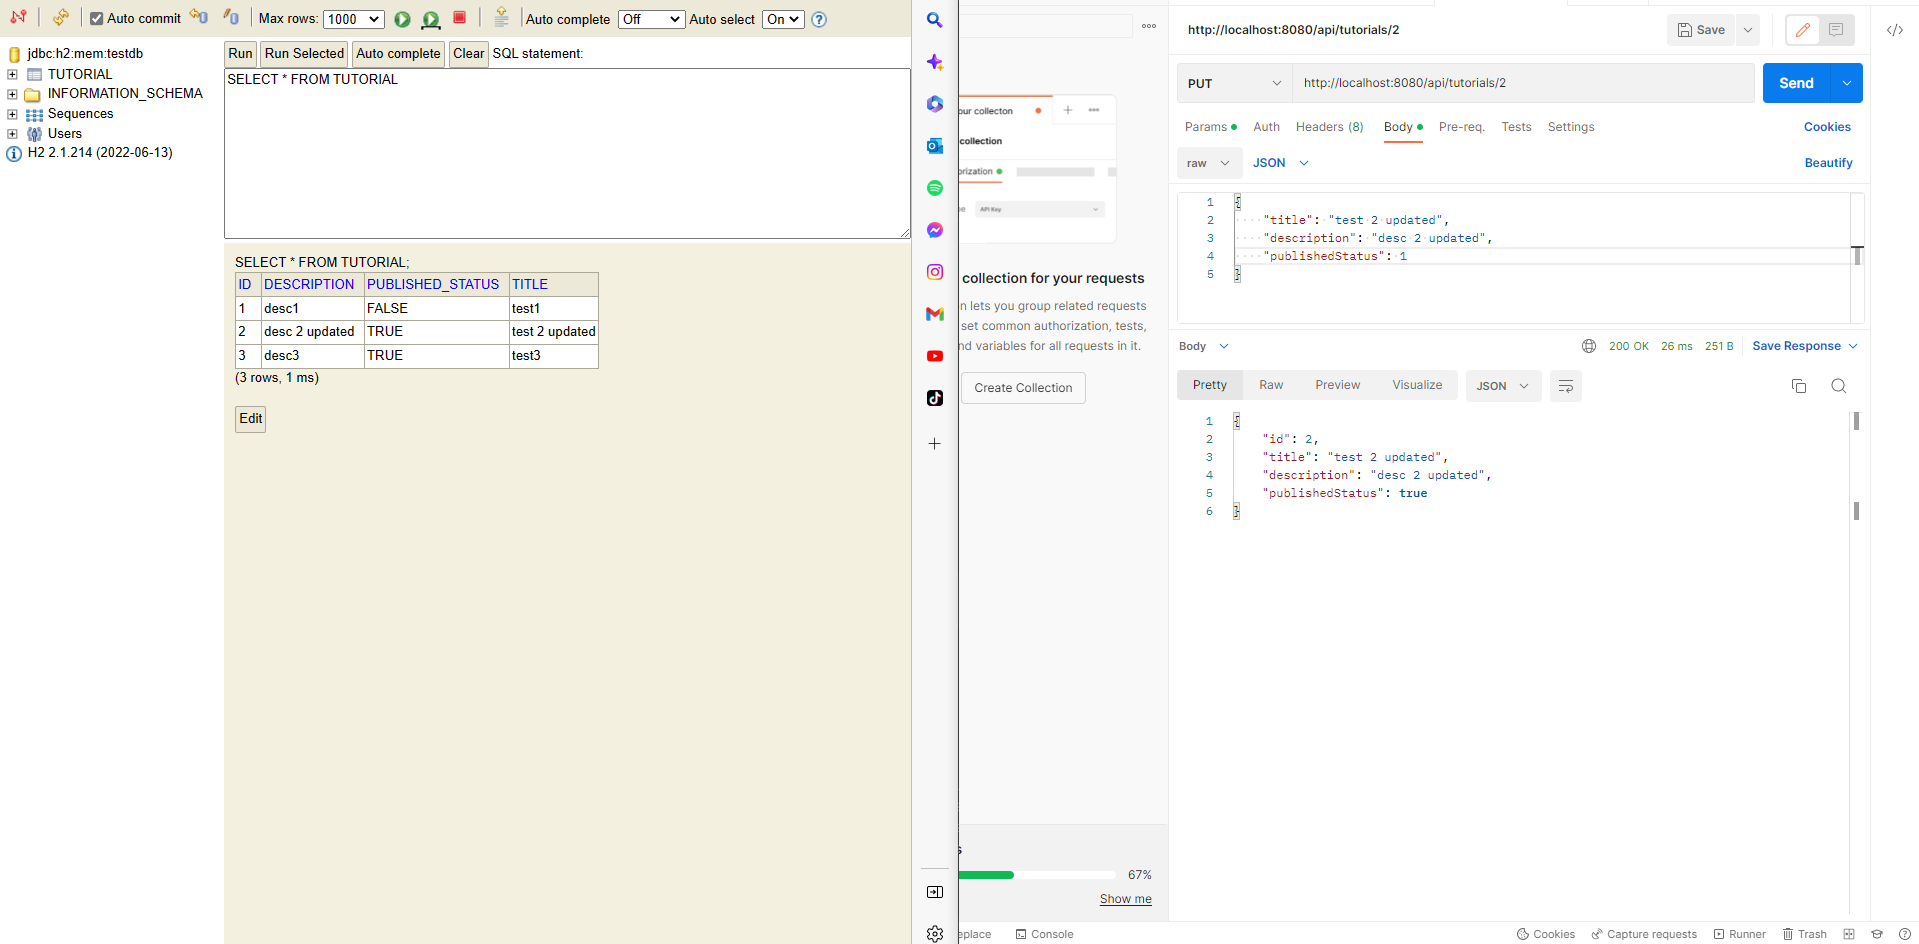 Auto commit
Max rows: 1000
Auto complete Off
Auto select On
jdbc:h2:mem:testdb
TUTORIAL
INFORMATION_SCHEMA
Sequences
Users
H2 2.1.214 (2022-06-13)
Run Run Selected Auto complete Clear SQL statement:
SELECT * FROM TUTORIAL
SELECT * FROM TUTORIAL;
ID DESCRIPTION PUBLISHED_STATUS TITLE
1 desc1 FALSE test1
2 desc 2 updated TRUE test 2 updated
3 desc3 TRUE test3
(3 rows, 1 ms)
Edit
our collecton
collection
orization
API Key
collection for your requests
n lets you group related requests
set common authorization, tests,
nd variables for all requests in it.
Create Collection
s
67%
Show me
eplace
Console
http://localhost:8080/api/tutorials/2
Save
PUT http://localhost:8080/api/tutorials/2 Send
Params Auth Headers (8) Body Pre-req. Tests Settings Cookies
raw JSON Beautify
1 {
2 "title": "test 2 updated",
3 "description": "desc 2 updated",
4 "publishedStatus": 1
5 }
Body 200 OK 26 ms 251 B Save Response
Pretty Raw Preview Visualize JSON
1 {
2 "id": 2,
3 "title": "test 2 updated",
4 "description": "desc 2 updated",
5 "publishedStatus": true
6 }
Cookies Capture requests Runner Trash